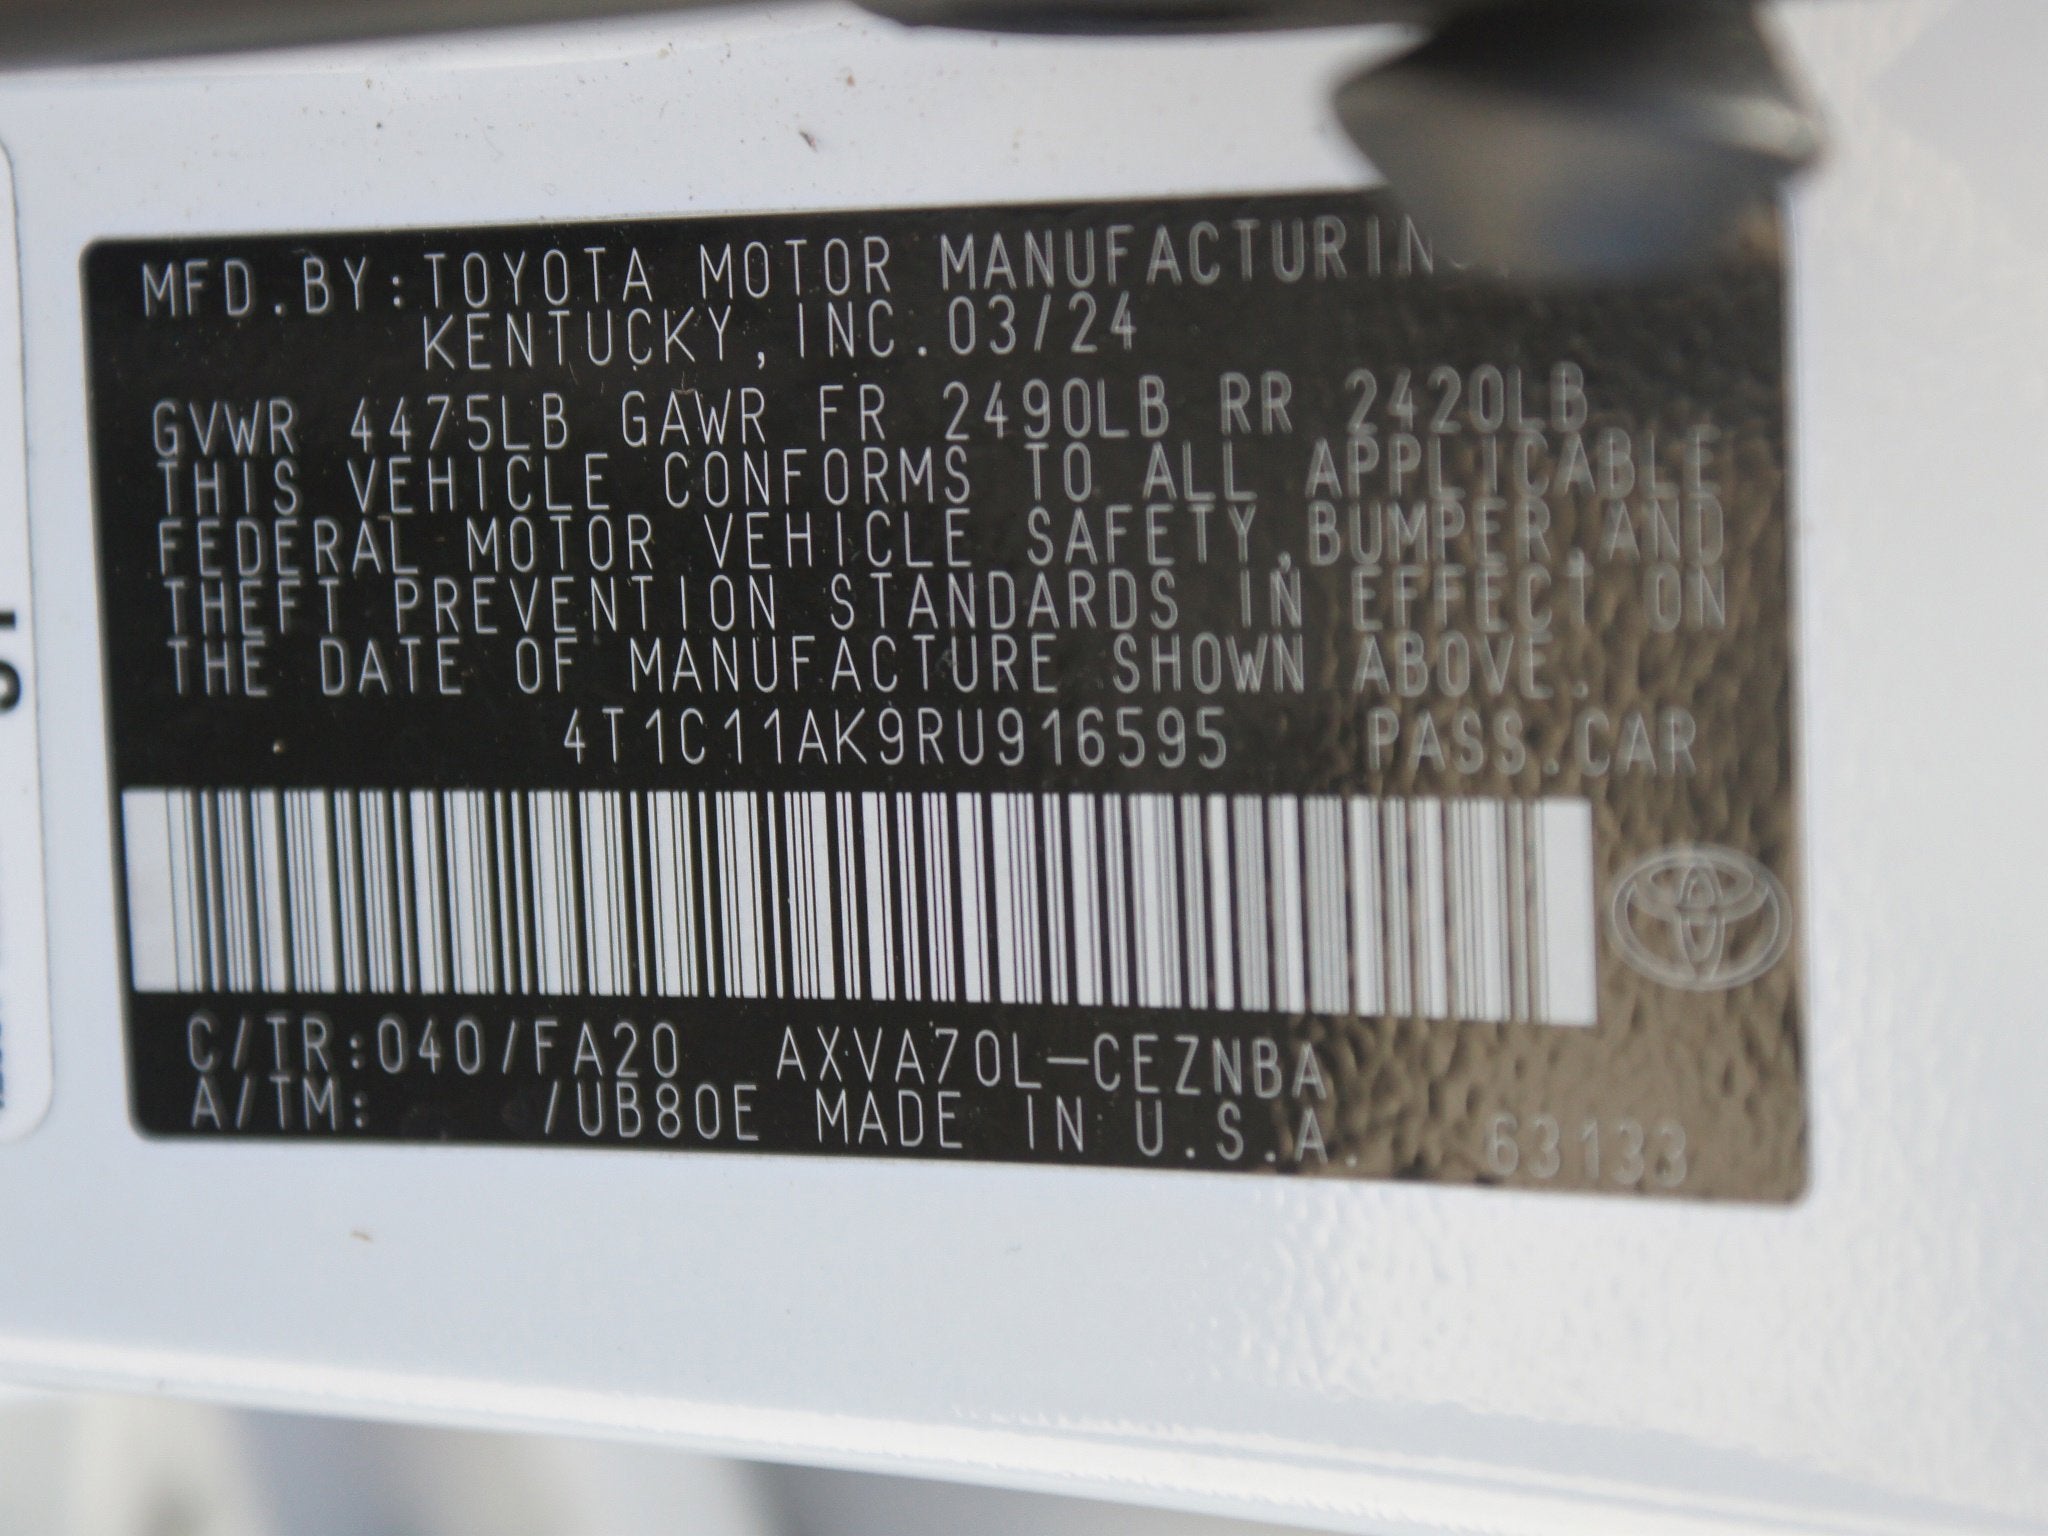 MFD.BY:TOYOTA MOTOR MANUFACTURING,
KENTUCKY, INC.03/24
GVWR 4475LB GAWR FR 2490LB RR 2420LB
THIS VEHICLE CONFORMS TO ALL APPLICABLE
FEDERAL MOTOR VEHICLE SAFETY,BUMPER,AND
THEFT PREVENTION STANDARDS IN EFFECT ON
THE DATE OF MANUFACTURE SHOWN ABOVE.
4T1C11AK9RU916595 PASS.CAR
C/TR:040/FA20 AXVA70L-CEZNBA
A/TM: /UB80E MADE IN U.S.A. 63133